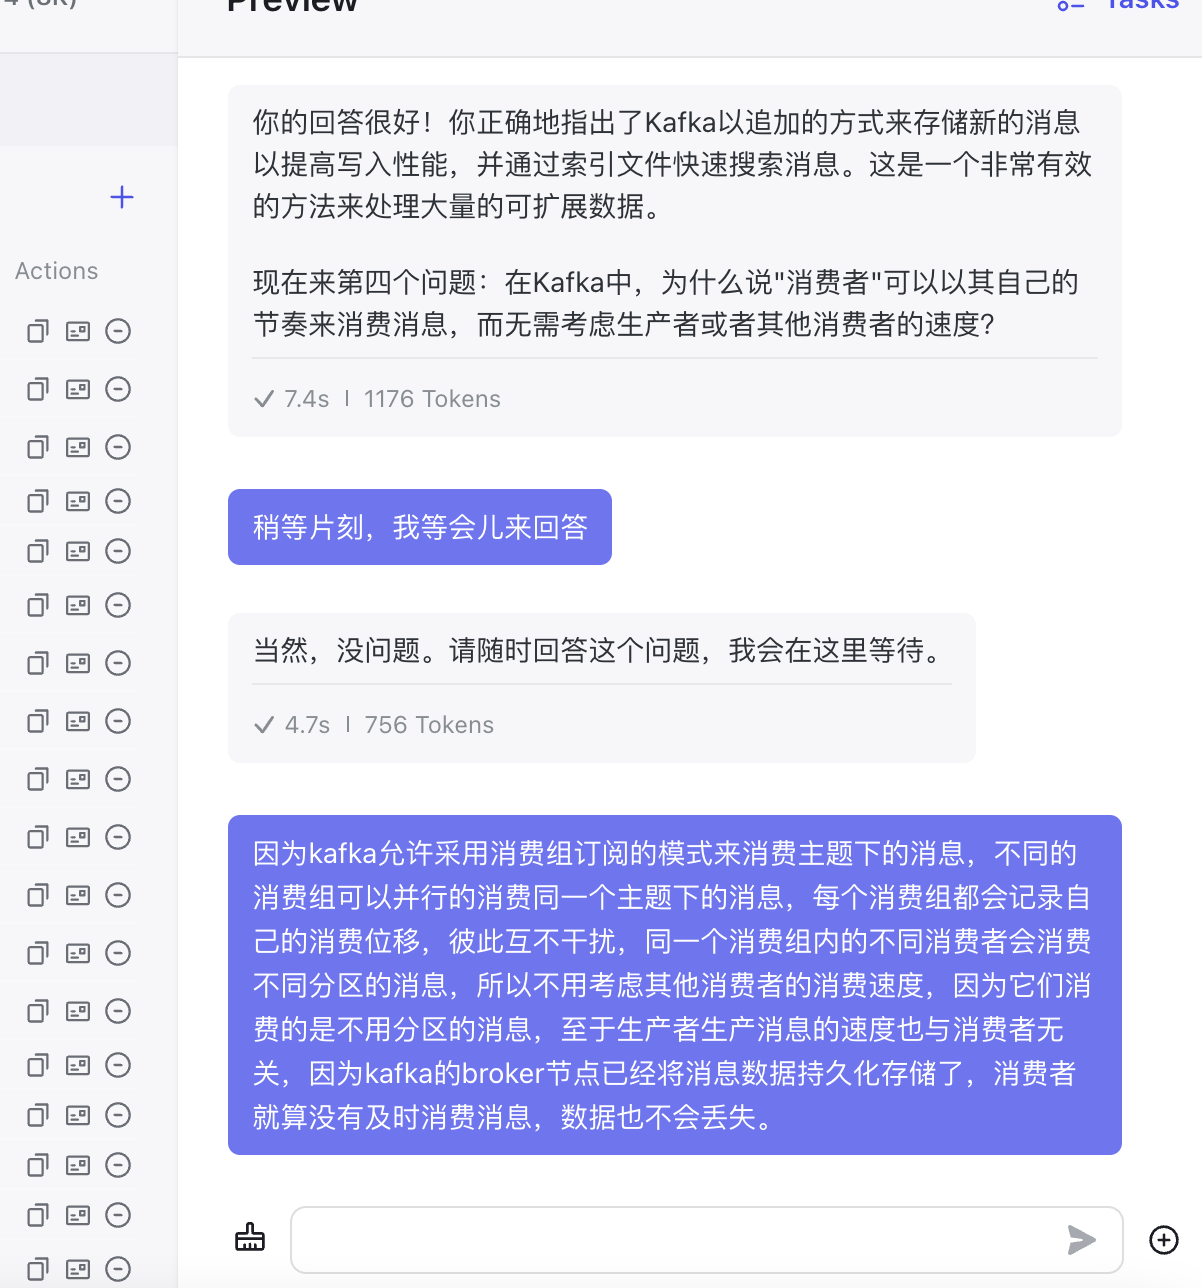 Preview
Tasks
Actions
你的回答很好！你正确地指出了Kafka以追加的方式来存储新的消息
以提高写入性能，并通过索引文件快速搜索消息。这是一个非常有效
的方法来处理大量的可扩展数据。
现在来第四个问题：在Kafka中，为什么说"消费者"可以以其自己的
节奏来消费消息，而无需考虑生产者或者其他消费者的速度?
7.4s | 1176 Tokens
稍等片刻，我等会儿来回答
当然，没问题。请随时回答这个问题，我会在这里等待。
4.7s | 756 Tokens
因为kafka允许采用消费组订阅的模式来消费主题下的消息，不同的
消费组可以并行的消费同一个主题下的消息，每个消费组都会记录自
己的消费位移，彼此互不干扰，同一个消费组内的不同消费者会消费
不同分区的消息，所以不用考虑其他消费者的消费速度，因为它们消
费的是不用分区的消息，至于生产者生产消息的速度也与消费者无
关，因为kafka的broker节点已经将消息数据持久化存储了，消费者
就算没有及时消费消息，数据也不会丢失。